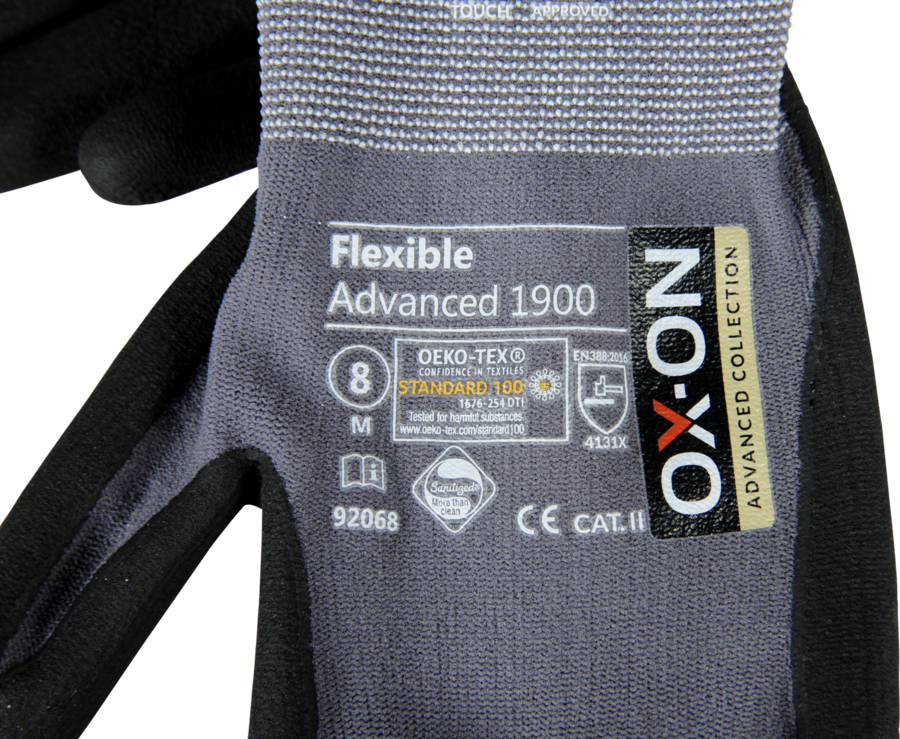 TOUCH APPROVED
Flexible
Advanced 1900
8
M
OEKO-TEX®
CONFIDENCE IN TEXTILES
STANDARD 100
1676-254 DTI
Tested for harmful substances.
www.oeko-tex.com/standard100
EN388:2016
4131X
i
92068
Sanitized®
More than
clean
CE CAT.II
OX-ON
ADVANCED COLLECTION